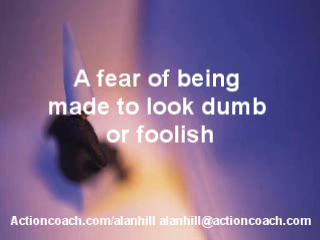 A fear of being
made to look dumb
or foolish
Actioncoach.com/alanhill alanhill@actioncoach.com